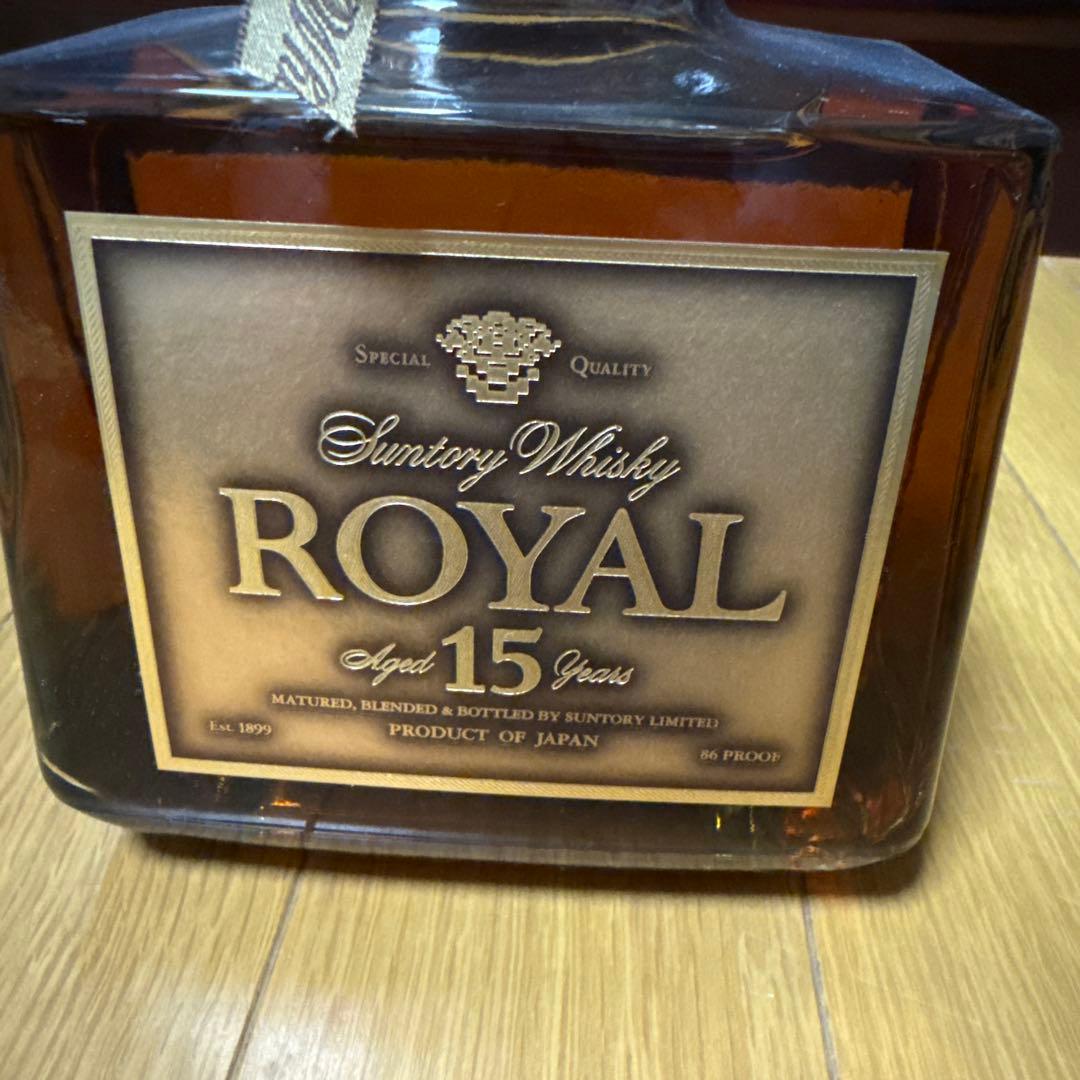 SPECIAL QUALITY
Suntory Whisky
ROYAL
Aged 15 Years
MATURED, BLENDED & BOTTLED BY SUNTORY LIMITED
Est. 1899
PRODUCT OF JAPAN
86 PROOF